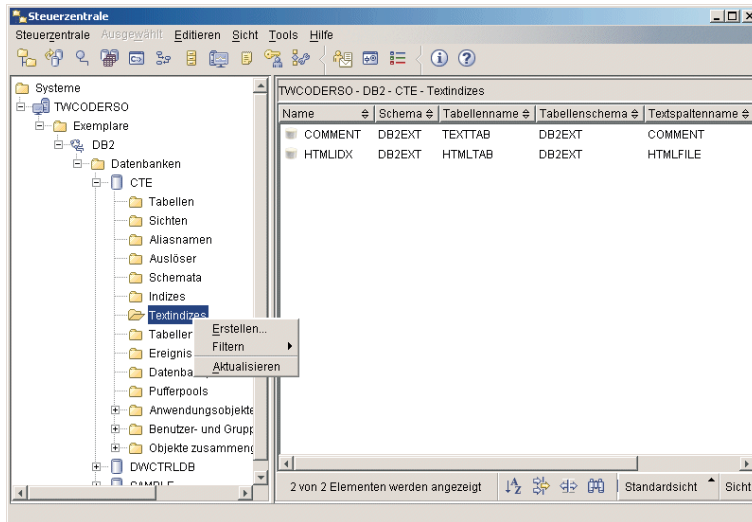 Steuerzentrale
Steuerzentrale Ausgewählt Editieren Sicht Tools Hilfe
Systeme
TWCODERSO
Exemplare
DB2
Datenbanken
CTE
Tabellen
Sichten
Aliasnamen
Auslöser
Schemata
Indizes
Textindizes
Erstellen...
Filtern
Aktualisieren
Ereignis
Pufferpools
Anwendungsobjekte
Benutzer- und Grupp
Objekte zusammen
DWCTRLDB
SAMPLE
TWCODERSO - DB2 - CTE - Textindizes
Name Schema Tabellenname Tabellenschema Textspaltenname
COMMENT DB2EXT TEXTTAB DB2EXT COMMENT
HTMLIDX DB2EXT HTMLTAB DB2EXT HTMLFILE
2 von 2 Elementen werden angezeigt Standardsicht Sicht